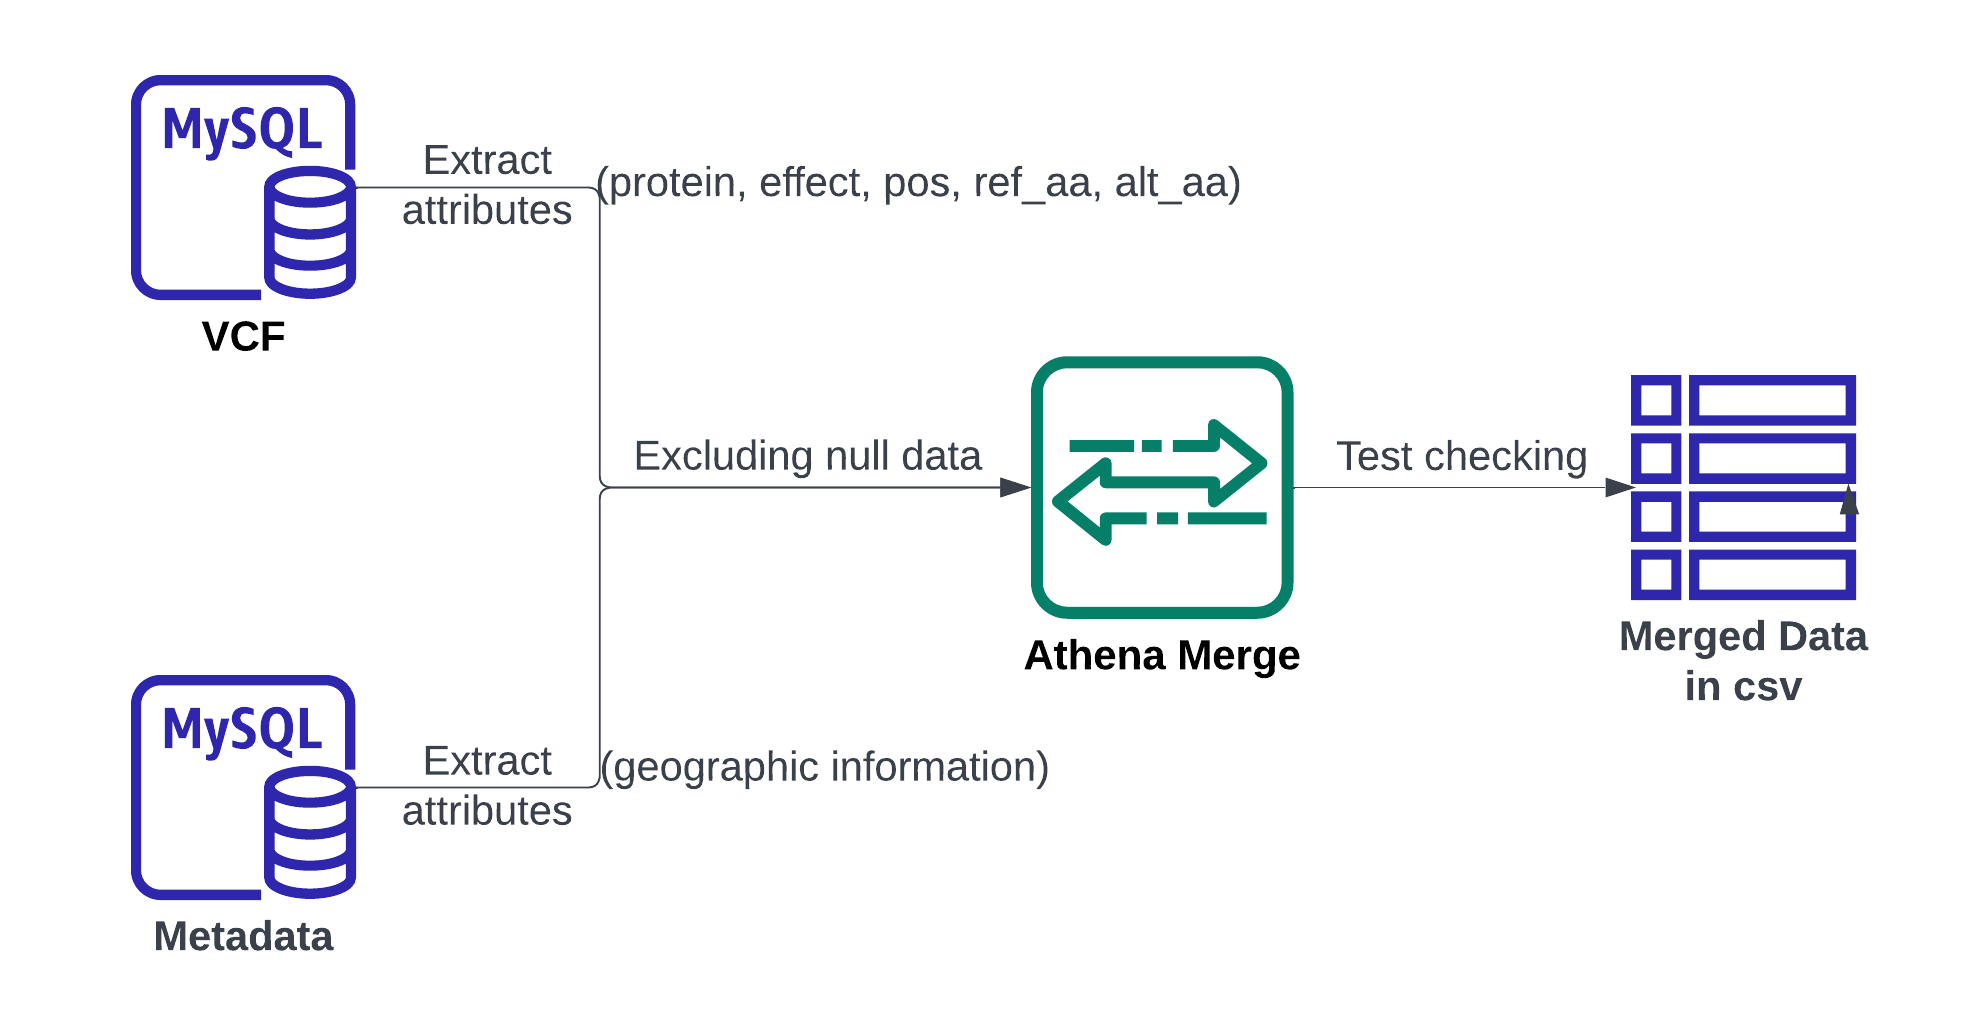 MySQL
Extract
attributes
(protein, effect, pos, ref_aa, alt_aa)
VCF
Excluding null data
Test checking
Athena Merge
Merged Data
in csv
MySQL
Extract
attributes
(geographic information)
Metadata